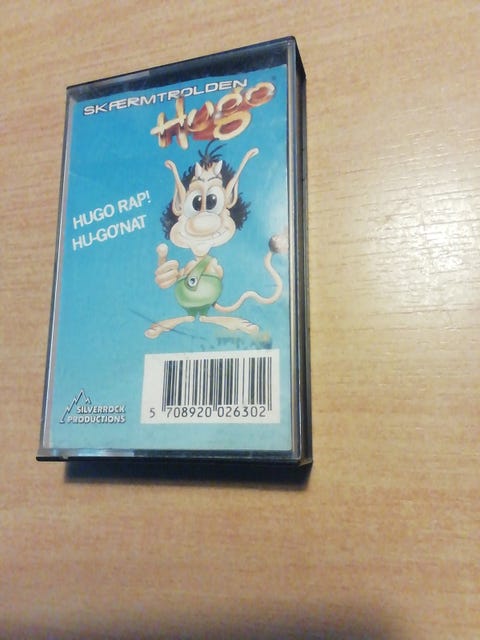 SKÆRMTROLDEN
Hugo
HUGO RAP!
HU-GO'NAT
5 708920 026302
SILVERROCK
PRODUCTIONS